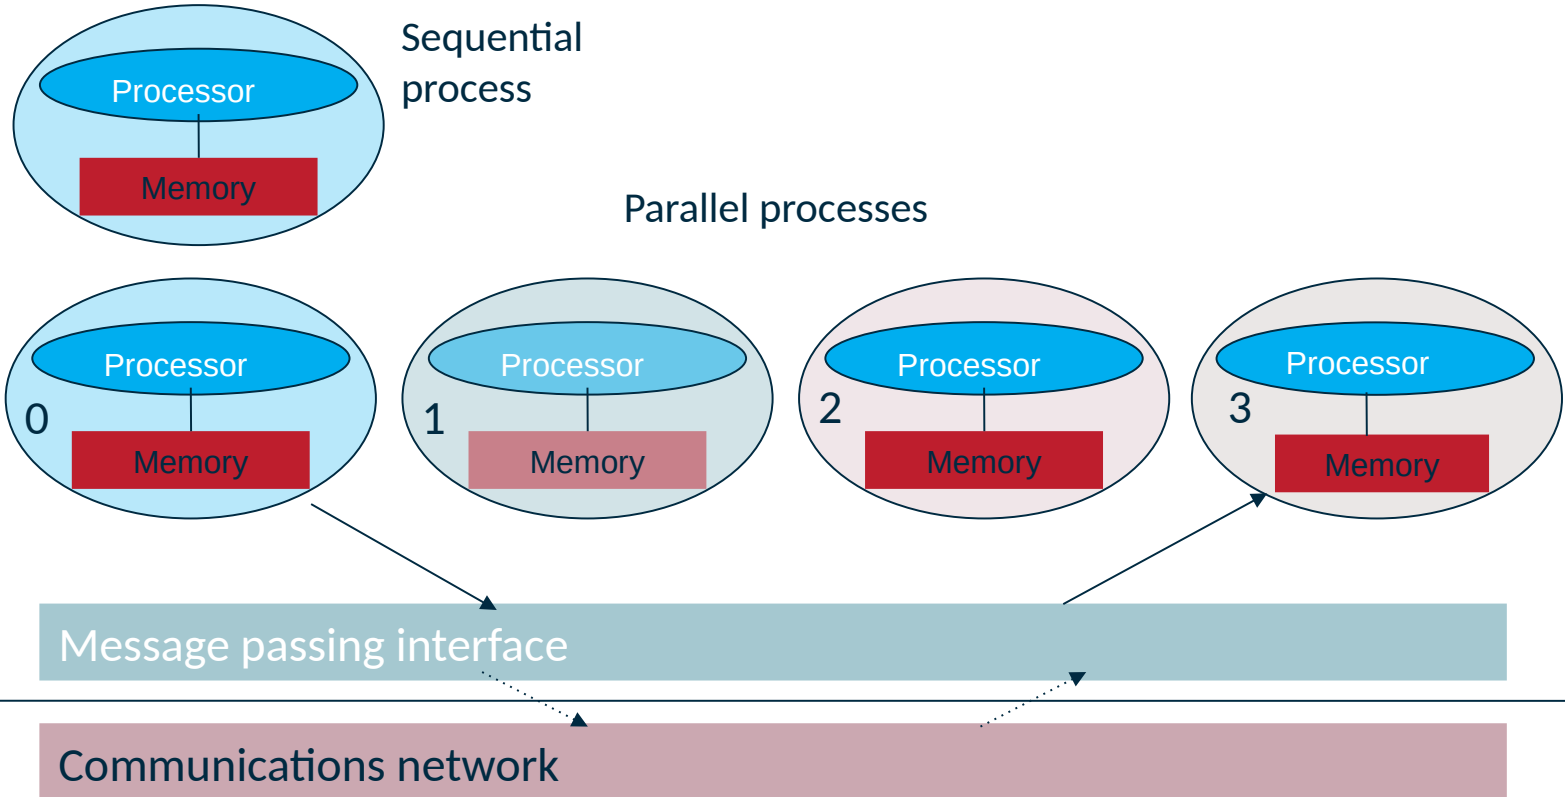 Sequential
process
Processor
Memory
Parallel processes
Processor
Processor
Processor
Processor
0
1
2
3
Memory
Memory
Memory
Memory
Message passing interface
Communications network